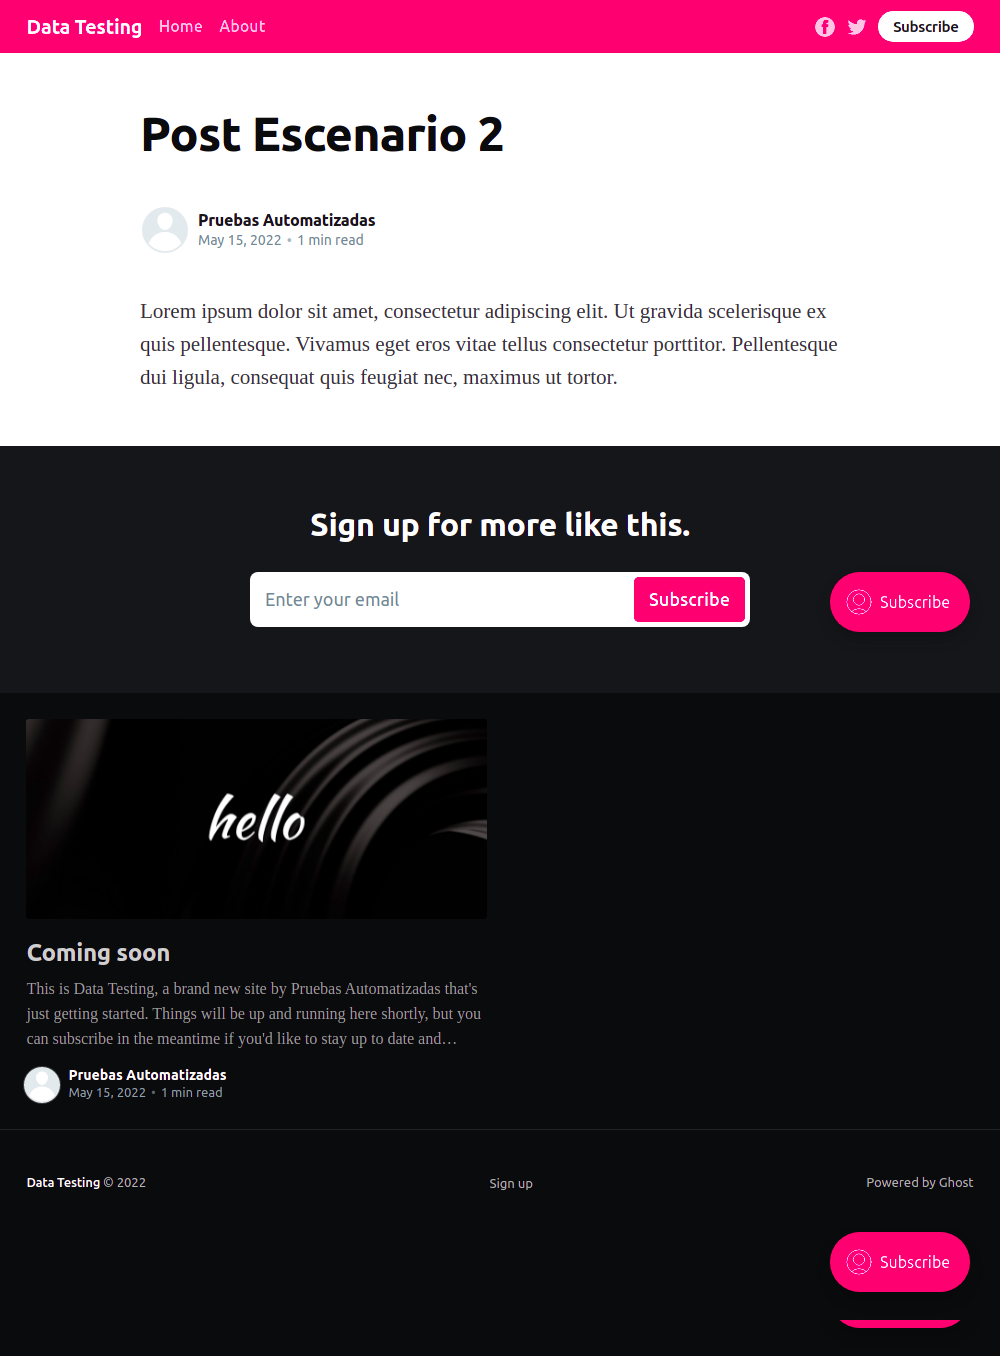 Data Testing Home About Subscribe
Post Escenario 2
Pruebas Automatizadas
May 15, 2022 • 1 min read
Lorem ipsum dolor sit amet, consectetur adipiscing elit. Ut gravida scelerisque ex
quis pellentesque. Vivamus eget eros vitae tellus consectetur porttitor. Pellentesque
dui ligula, consequat quis feugiat nec, maximus ut tortor.
Sign up for more like this.
Enter your email Subscribe
Subscribe
hello
Coming soon
This is Data Testing, a brand new site by Pruebas Automatizadas that's
just getting started. Things will be up and running here shortly, but you
can subscribe in the meantime if you'd like to stay up to date and…
Pruebas Automatizadas
May 15, 2022 • 1 min read
Data Testing © 2022 Sign up Powered by Ghost
Subscribe